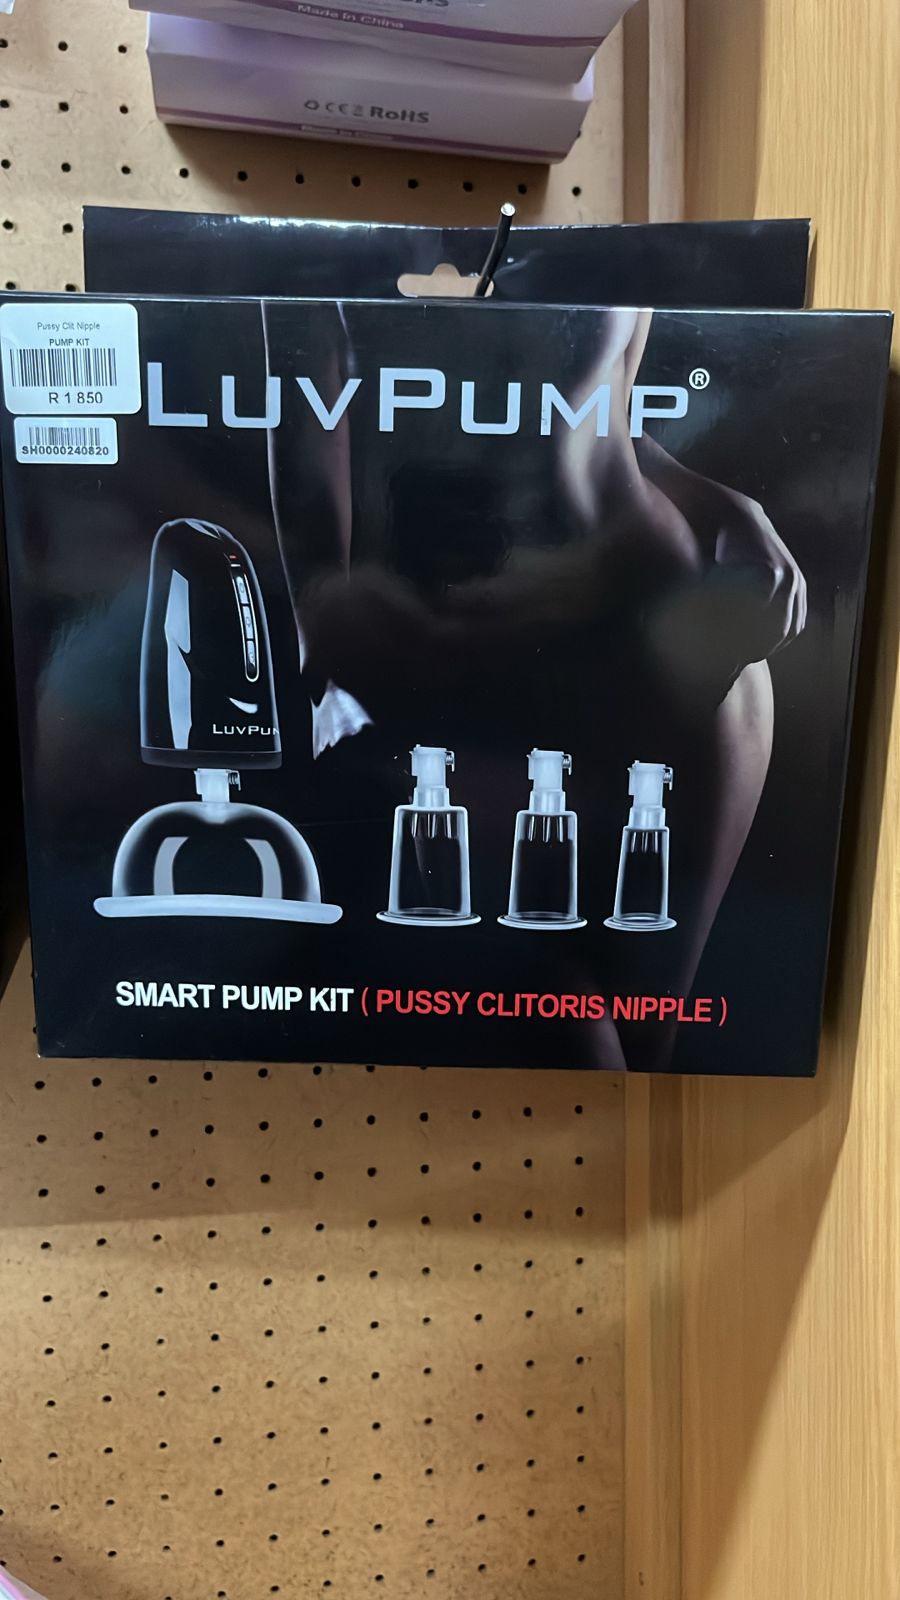 Made in China
CE RoHS
Pussy Clit Nipple
PUMP KIT
R 1 850
SH0000240820
LUVPUMP®
LUVPUM
SMART PUMP KIT ( PUSSY CLITORIS NIPPLE )